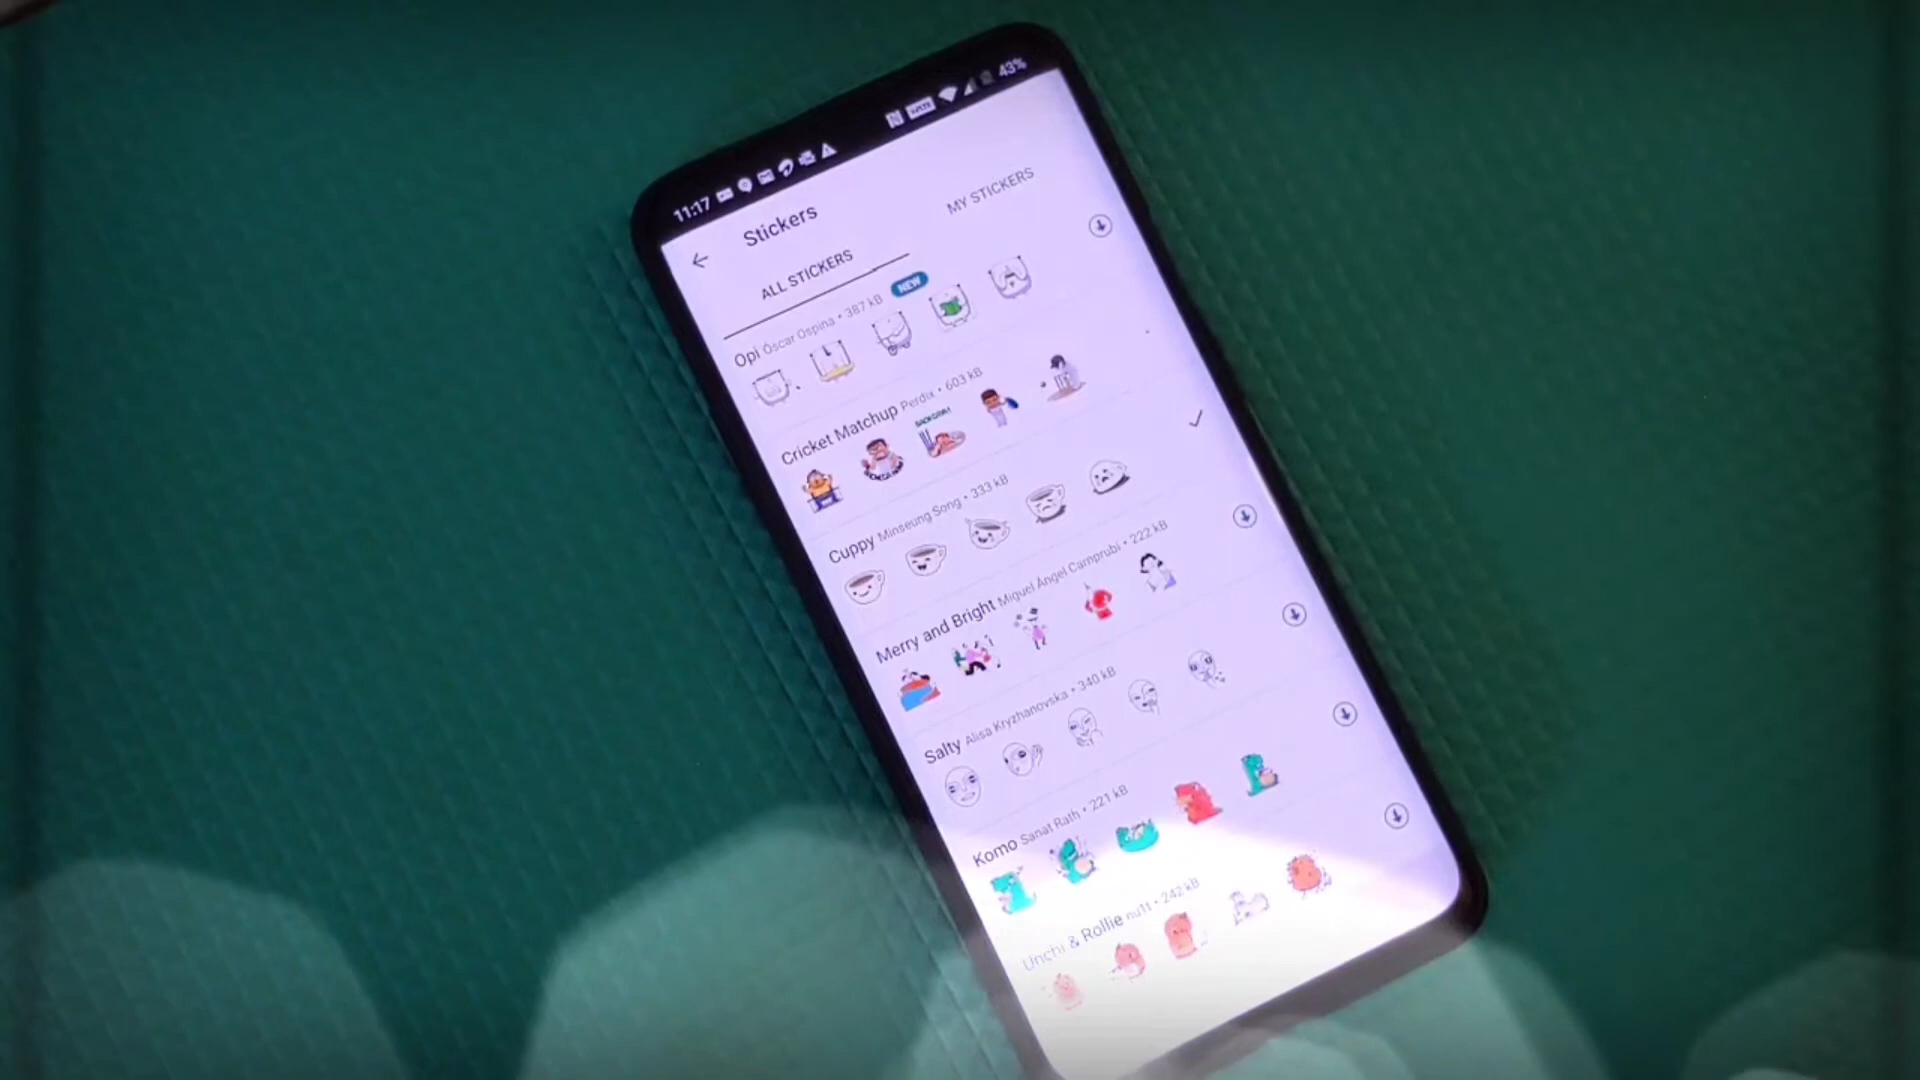 11:17
43%
Stickers
ALL STICKERS
MY STICKERS
Opi Óscar Ospina • 387 kB NEW
Cricket Matchup Perdix • 603 kB
Cuppy Minseung Song • 333 kB
Merry and Bright Miguel Ángel Camprubi • 222 kB
Salty Alisa Kryzhanovska • 340 kB
Komo Sanat Rath • 221 kB
Unchi & Rollie nu11 • 242 kB